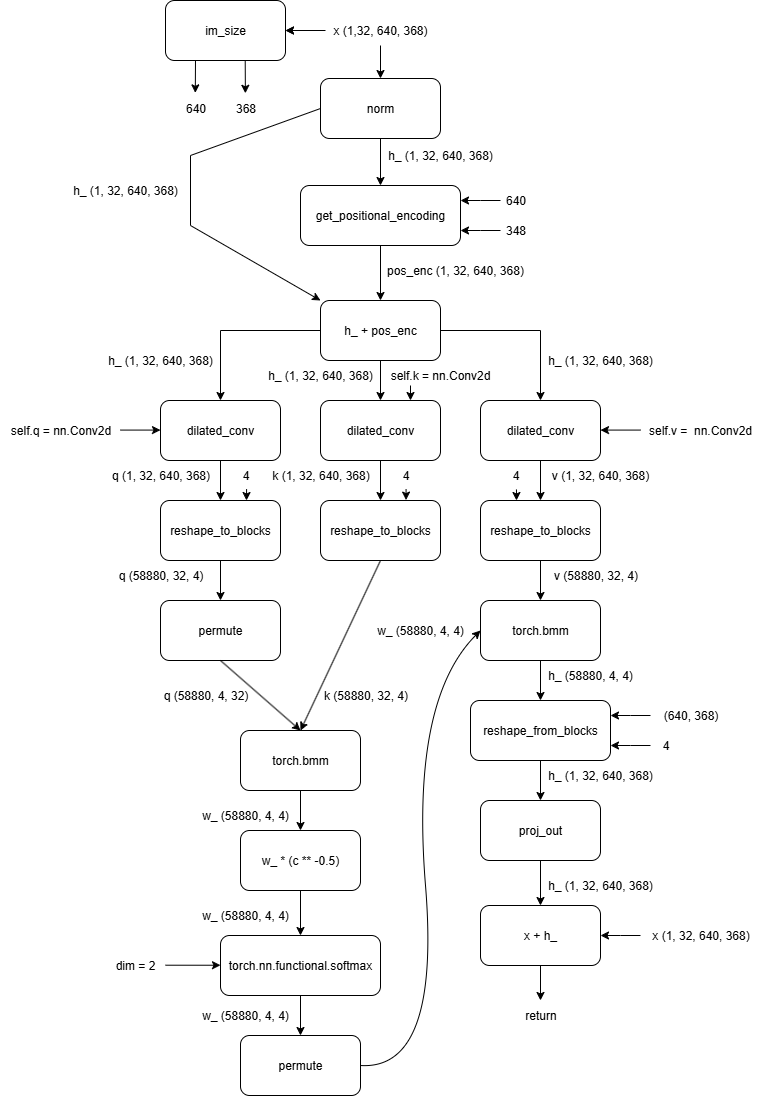 im_size
x (1,32, 640, 368)
640
368
norm
h_ (1, 32, 640, 368)
h_ (1, 32, 640, 368)
get_positional_encoding
640
348
pos_enc (1, 32, 640, 368)
h_ + pos_enc
h_ (1, 32, 640, 368)
h_ (1, 32, 640, 368)
self.k = nn.Conv2d
h_ (1, 32, 640, 368)
self.q = nn.Conv2d
dilated_conv
dilated_conv
dilated_conv
self.v =  nn.Conv2d
q (1, 32, 640, 368)
4
k (1, 32, 640, 368)
4
4
v (1, 32, 640, 368)
reshape_to_blocks
reshape_to_blocks
reshape_to_blocks
q (58880, 32, 4)
v (58880, 32, 4)
permute
w_ (58880, 4, 4)
torch.bmm
h_ (58880, 4, 4)
q (58880, 4, 32)
k (58880, 32, 4)
reshape_from_blocks
(640, 368)
4
torch.bmm
h_ (1, 32, 640, 368)
w_ (58880, 4, 4)
proj_out
w_ * (c ** -0.5)
h_ (1, 32, 640, 368)
w_ (58880, 4, 4)
x + h_
x (1, 32, 640, 368)
dim = 2
torch.nn.functional.softmax
w_ (58880, 4, 4)
return
permute